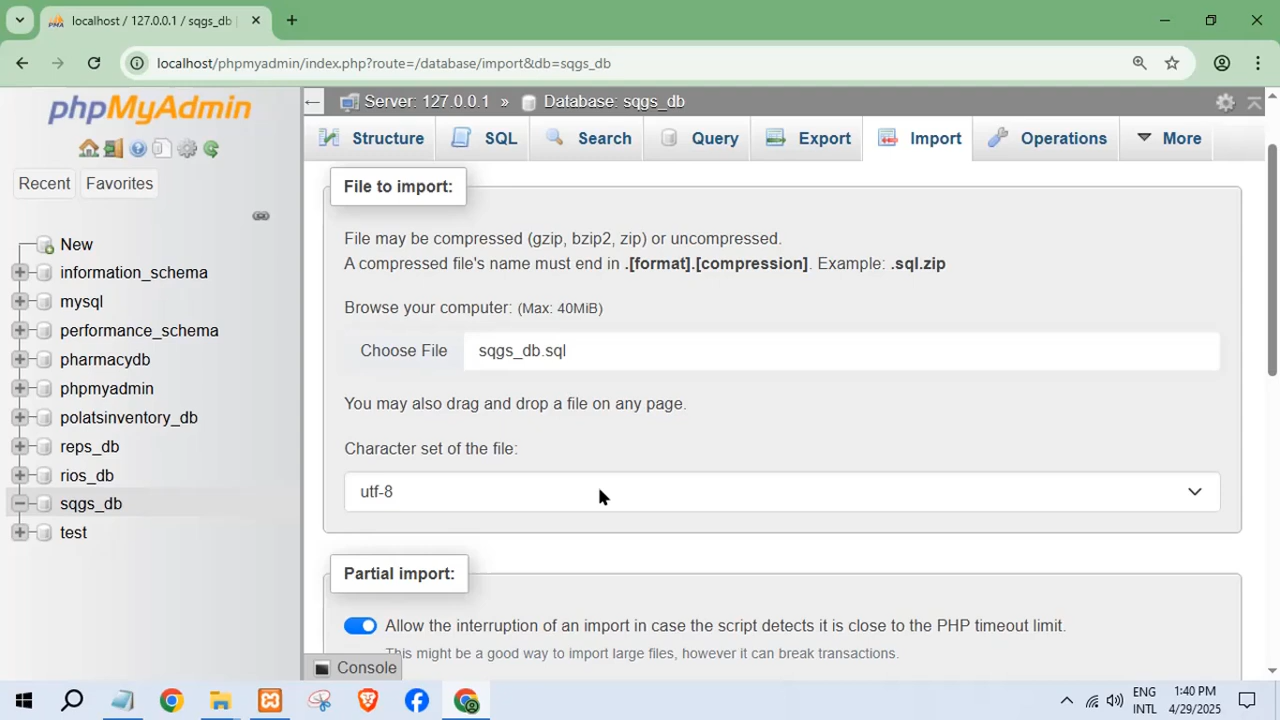 localhost / 127.0.0.1 / sqgs_db
localhost/phpmyadmin/index.php?route=/database/import&db=sqgs_db
phpMyAdmin
Recent
Favorites
New
information_schema
mysql
performance_schema
pharmacydb
phpmyadmin
polatsinventory_db
reps_db
rios_db
sqgs_db
test
Server: 127.0.0.1 » Database: sqgs_db
Structure
SQL
Search
Query
Export
Import
Operations
More
File to import:
File may be compressed (gzip, bzip2, zip) or uncompressed.
A compressed file's name must end in .[format].[compression]. Example: .sql.zip
Browse your computer: (Max: 40MiB)
Choose File sqgs_db.sql
You may also drag and drop a file on any page.
Character set of the file:
utf-8
Partial import:
Allow the interruption of an import in case the script detects it is close to the PHP timeout limit.
This might be a good way to import large files, however it can break transactions.
Console
ENG
INTL
1:40 PM
4/29/2025